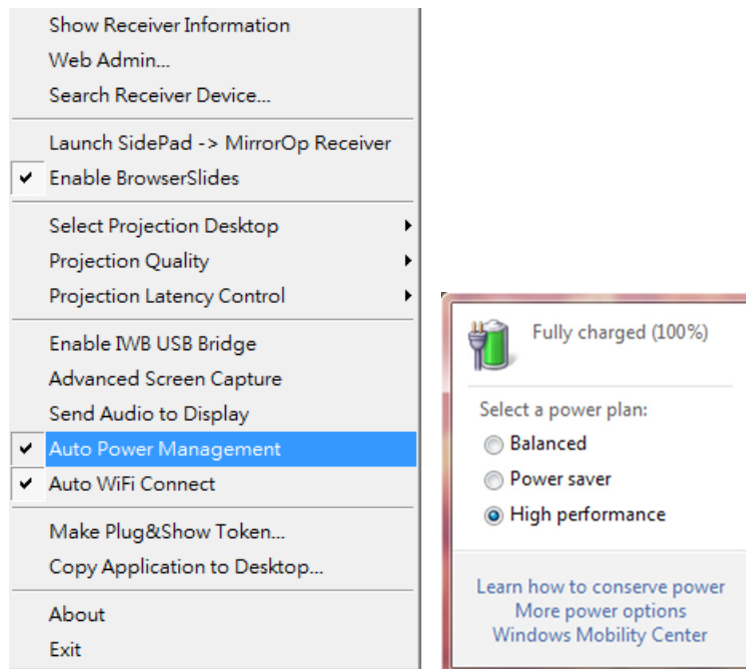 Show Receiver Information
Web Admin...
Search Receiver Device...
Launch SidePad -> MirrorOp Receiver
Enable BrowserSlides
Select Projection Desktop
Projection Quality
Projection Latency Control
Enable IWB USB Bridge
Advanced Screen Capture
Send Audio to Display
Auto Power Management
Auto WiFi Connect
Make Plug&Show Token...
Copy Application to Desktop...
About
Exit
Fully charged (100%)
Select a power plan:
Balanced
Power saver
High performance
Learn how to conserve power
More power options
Windows Mobility Center